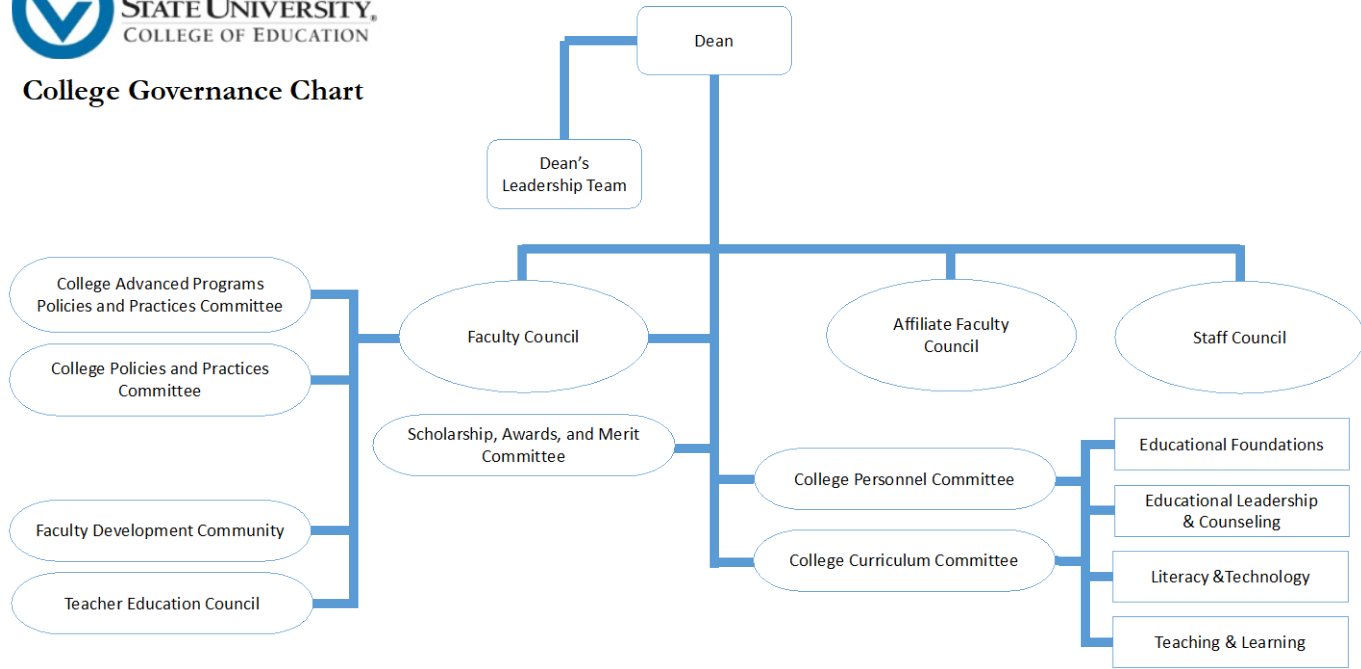 STATE UNIVERSITY®
COLLEGE OF EDUCATION
College Governance Chart
Dean
Dean’s
Leadership Team
College Advanced Programs
Policies and Practices Committee
College Policies and Practices
Committee
Faculty Development Community
Teacher Education Council
Faculty Council
Scholarship, Awards, and Merit
Committee
Affiliate Faculty
Council
Staff Council
College Personnel Committee
College Curriculum Committee
Educational Foundations
Educational Leadership
& Counseling
Literacy &Technology
Teaching & Learning